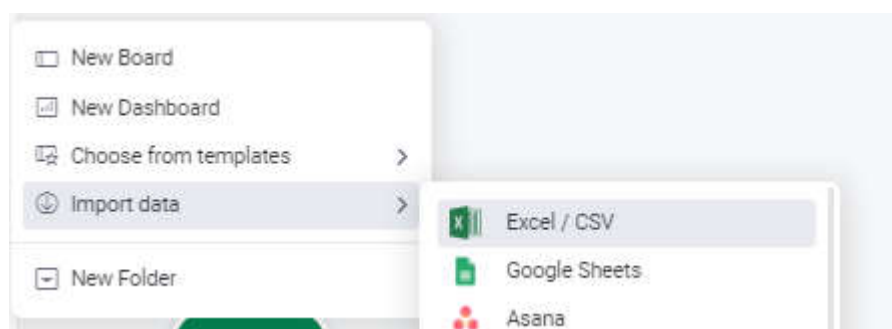 New Board
New Dashboard
Choose from templates
Import data
New Folder
Excel / CSV
Google Sheets
Asana